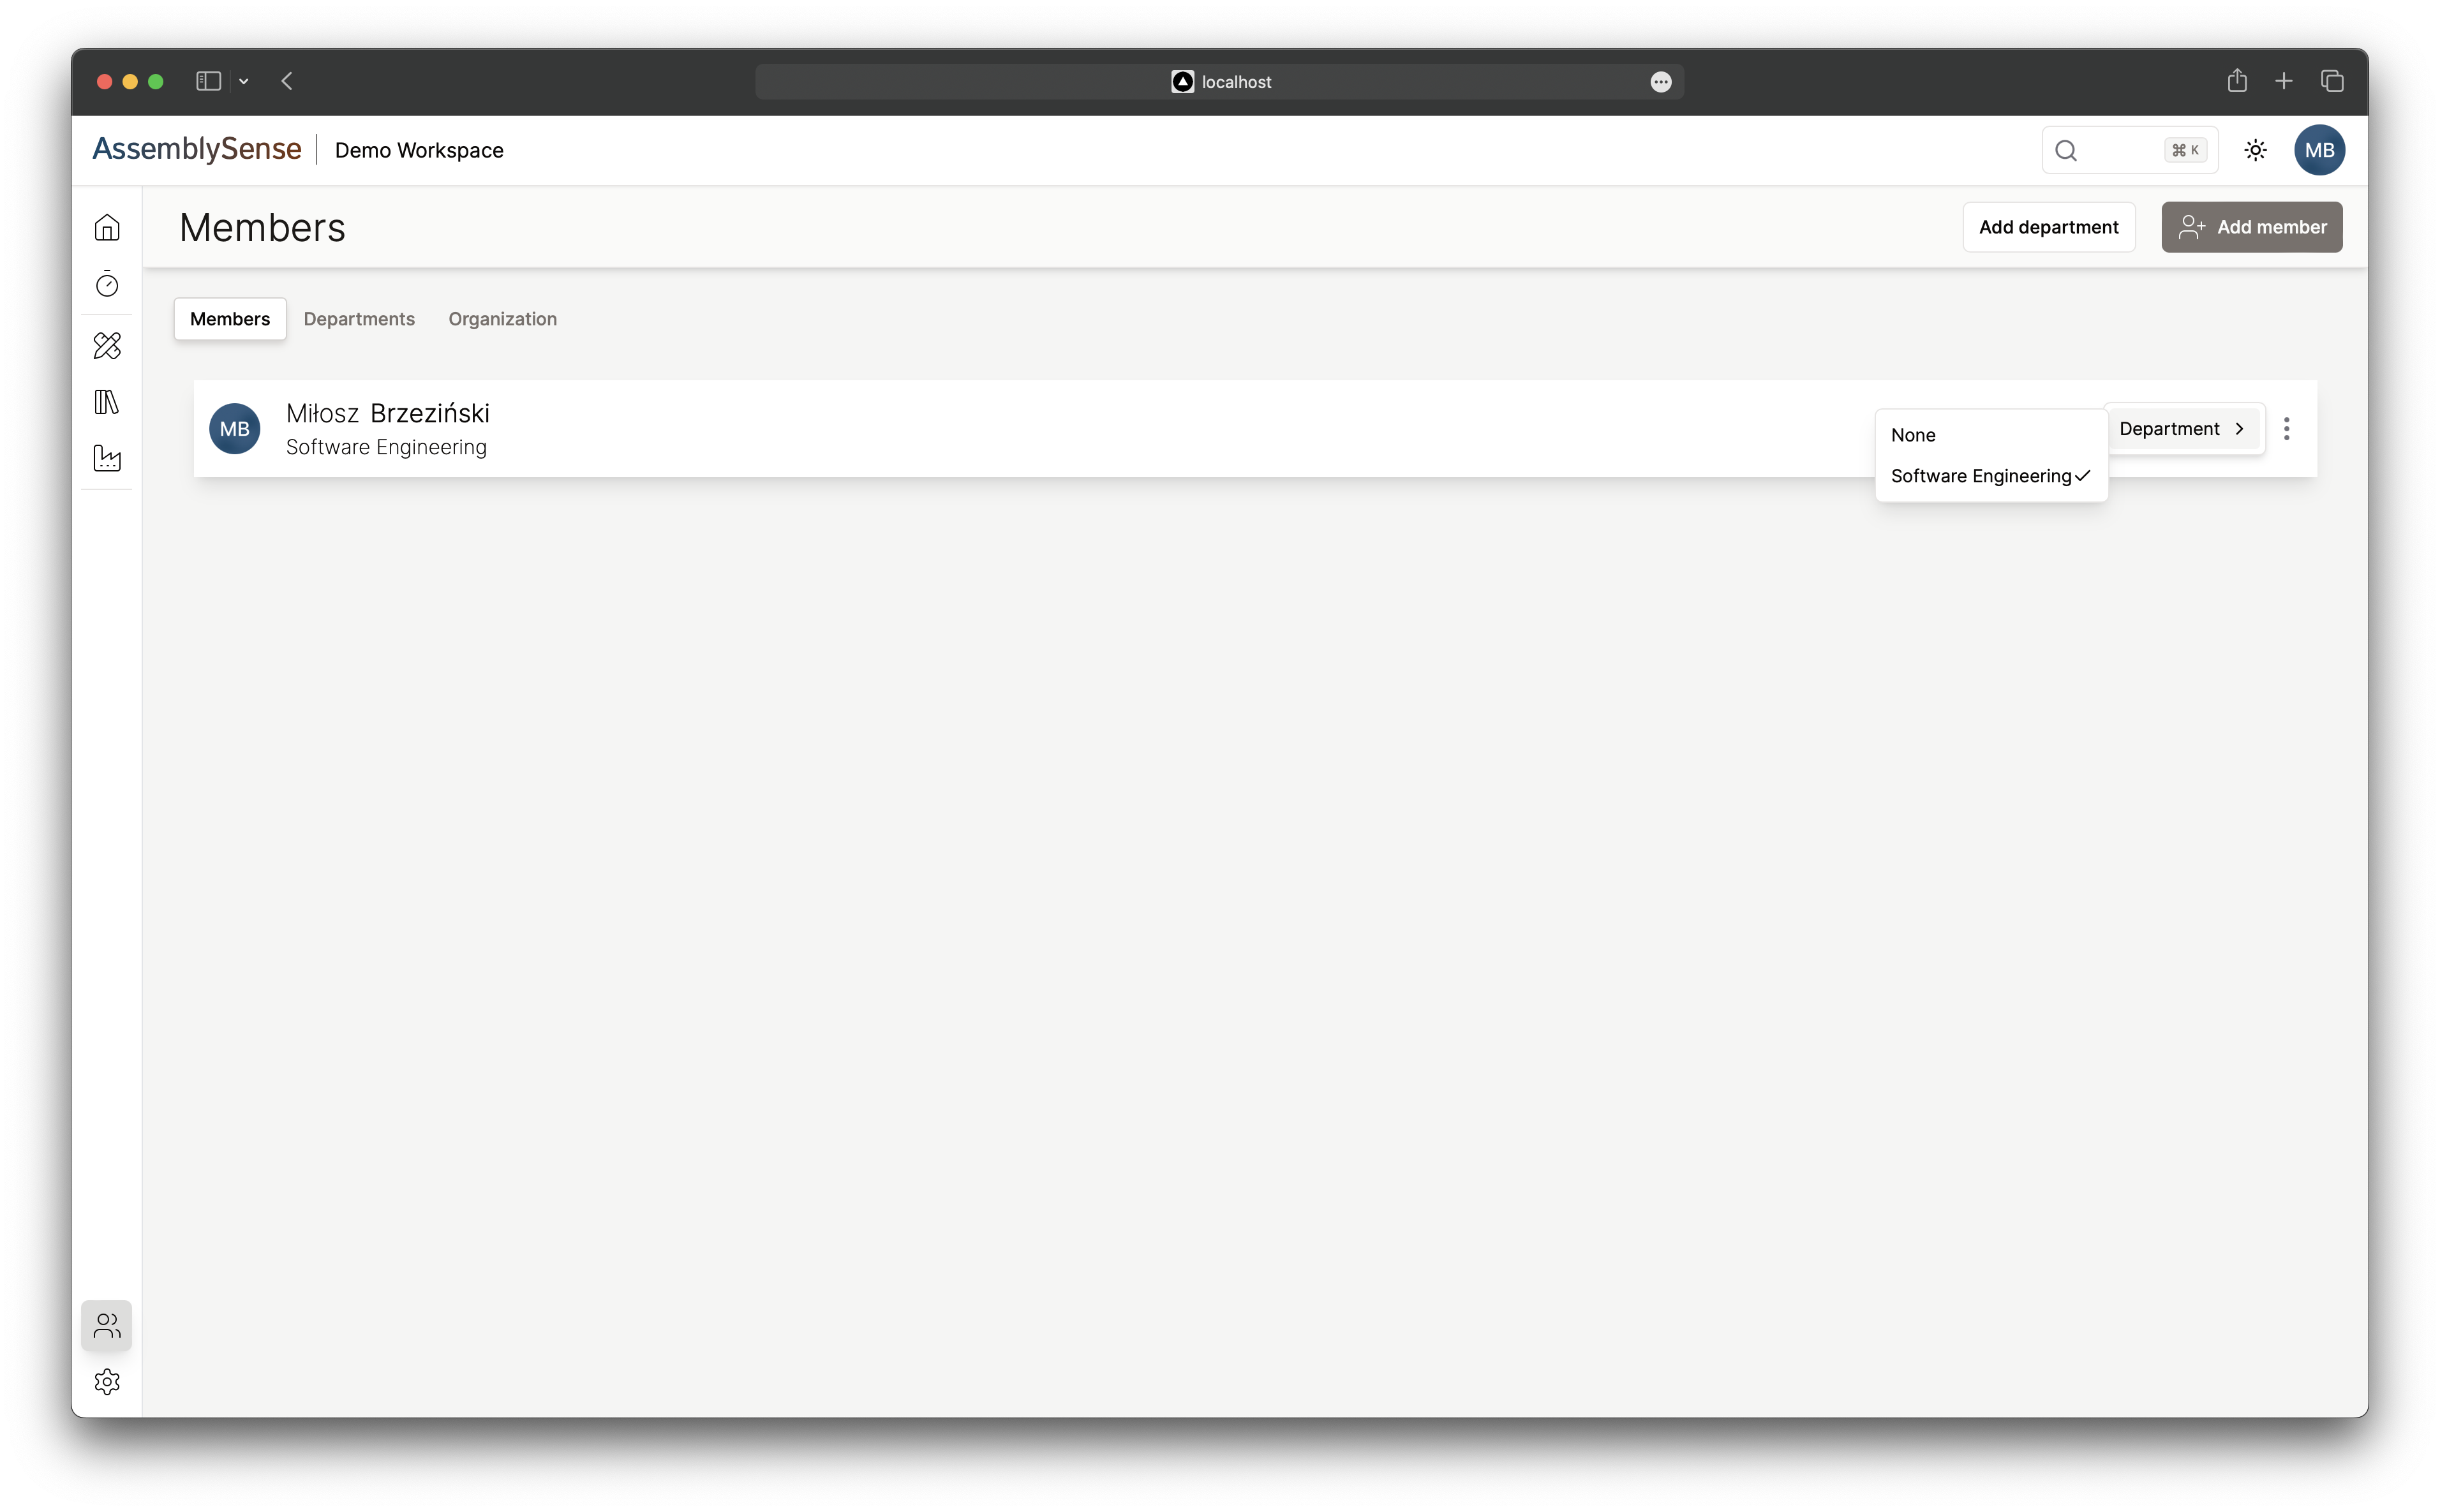 localhost
AssemblySense
Demo Workspace
⌘ K
MB
Members
Add department
Add member
Members
Departments
Organization
MB
Miłosz Brzeziński
Software Engineering
None
Software Engineering
Department